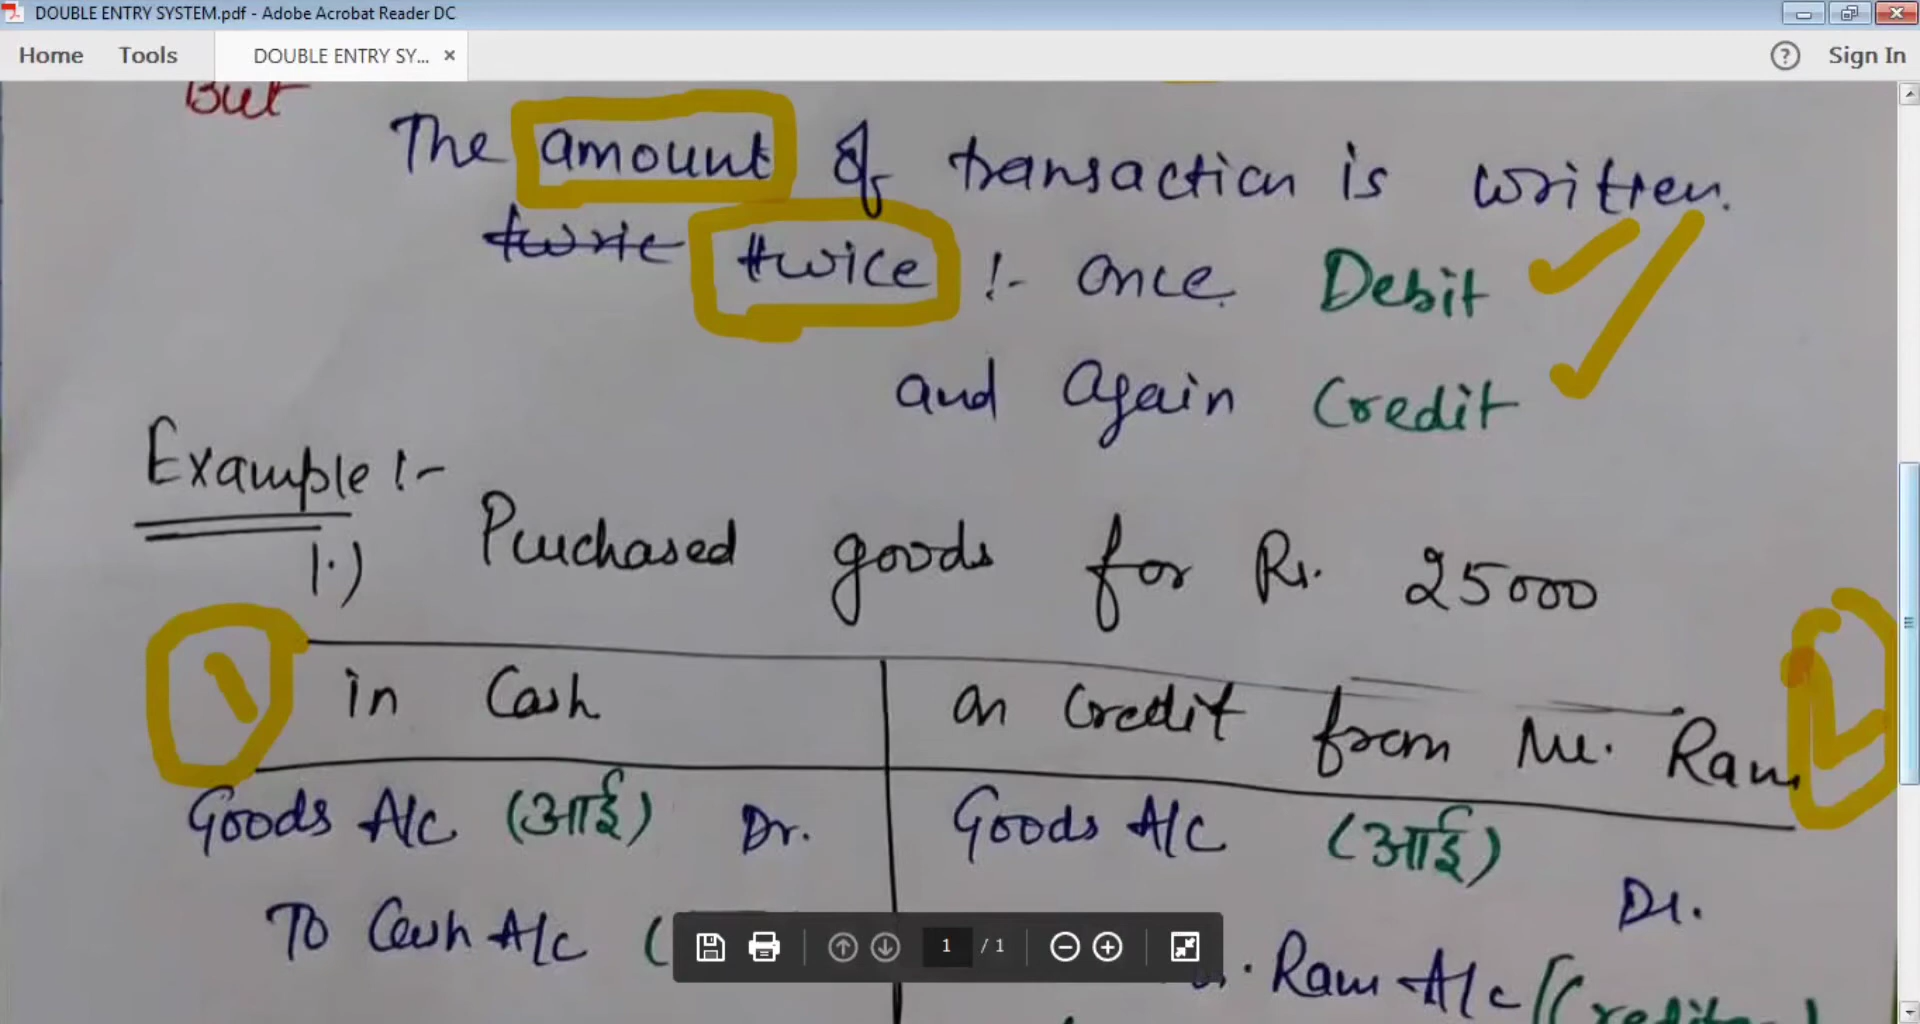 DOUBLE ENTRY SYSTEM.pdf - Adobe Acrobat Reader DC
Home Tools DOUBLE ENTRY SY... × ? Sign In
But
The amount of transaction is written.
twice :- once Debit
and Again Credit
Example :-
1.) Purchased goods for Rs. 25000
in Cash
on Credit from Mr. Ram
Goods A/c (आई) Dr.
Goods A/c (आई) Dr.
To Cash A/c (
1 / 1
Ram A/c (Creditor)